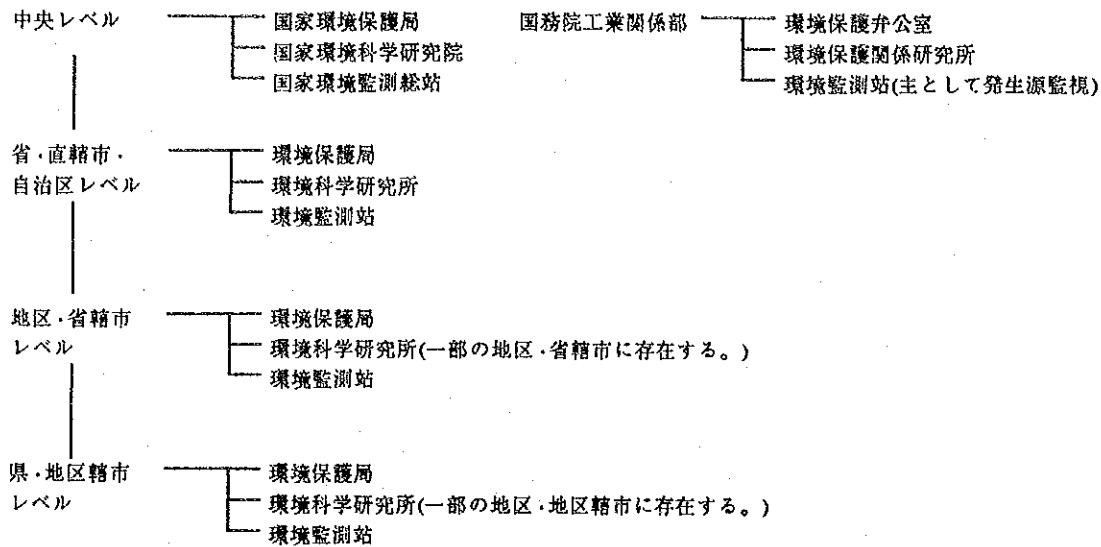 中央レベル 国家環境保護局 国務院工業関係部 環境保護弁公室
国家環境科学研究院 環境保護関係研究所
国家環境監測総站 環境監測站(主として発生源監視)
省・直轄市・ 環境保護局
自治区レベル 環境科学研究所
環境監測站
地区・省轄市 環境保護局
レベル 環境科学研究所(一部の地区・省轄市に存在する。)
環境監測站
県・地区轄市 環境保護局
レベル 環境科学研究所(一部の地区・地区轄市に存在する。)
環境監測站